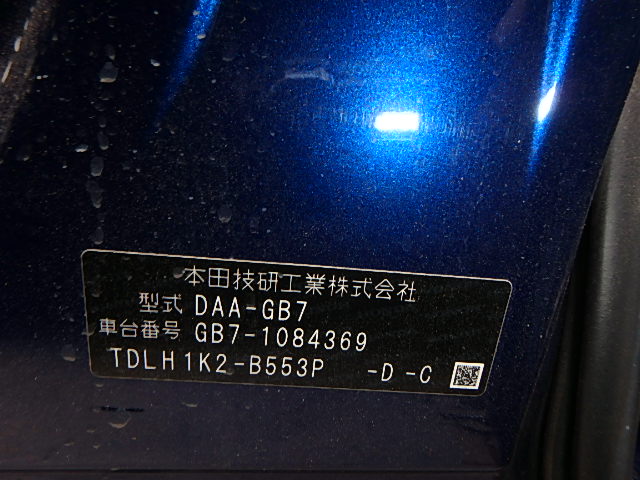 本田技研工業株式会社
型式 DAA-GB7
車台番号 GB7-1084369
TDLH1K2-B553P -D-C